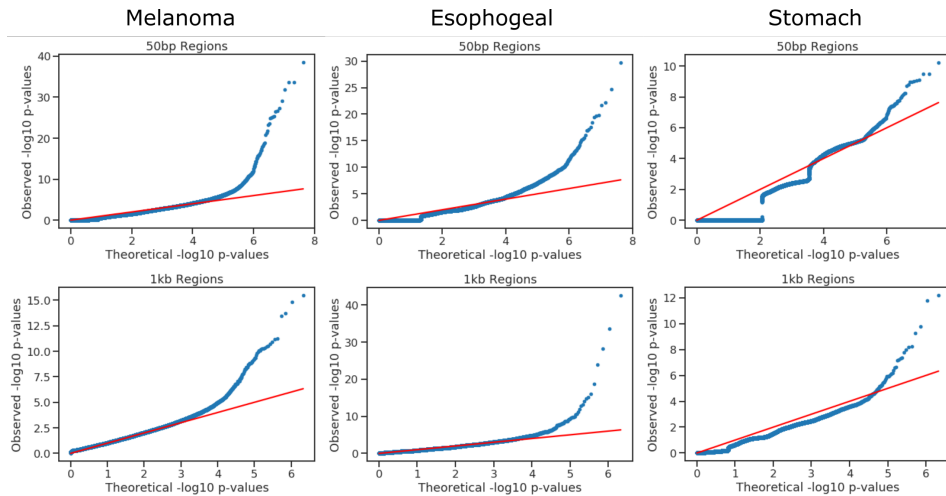 Melanoma Esophogeal Stomach
50bp Regions 50bp Regions 50bp Regions
Observed -log10 p-values Observed -log10 p-values Observed -log10 p-values
40 30 20 10 0
30 25 20 15 10 5 0
10 8 6 4 2 0
0 2 4 6 8 0 2 4 6 8 0 2 4 6
Theoretical -log10 p-values Theoretical -log10 p-values Theoretical -log10 p-values
1kb Regions 1kb Regions 1kb Regions
Observed -log10 p-values Observed -log10 p-values Observed -log10 p-values
15.0 12.5 10.0 7.5 5.0 2.5 0.0
40 30 20 10 0
12 10 8 6 4 2 0
0 1 2 3 4 5 6 0 1 2 3 4 5 6 0 1 2 3 4 5 6
Theoretical -log10 p-values Theoretical -log10 p-values Theoretical -log10 p-values